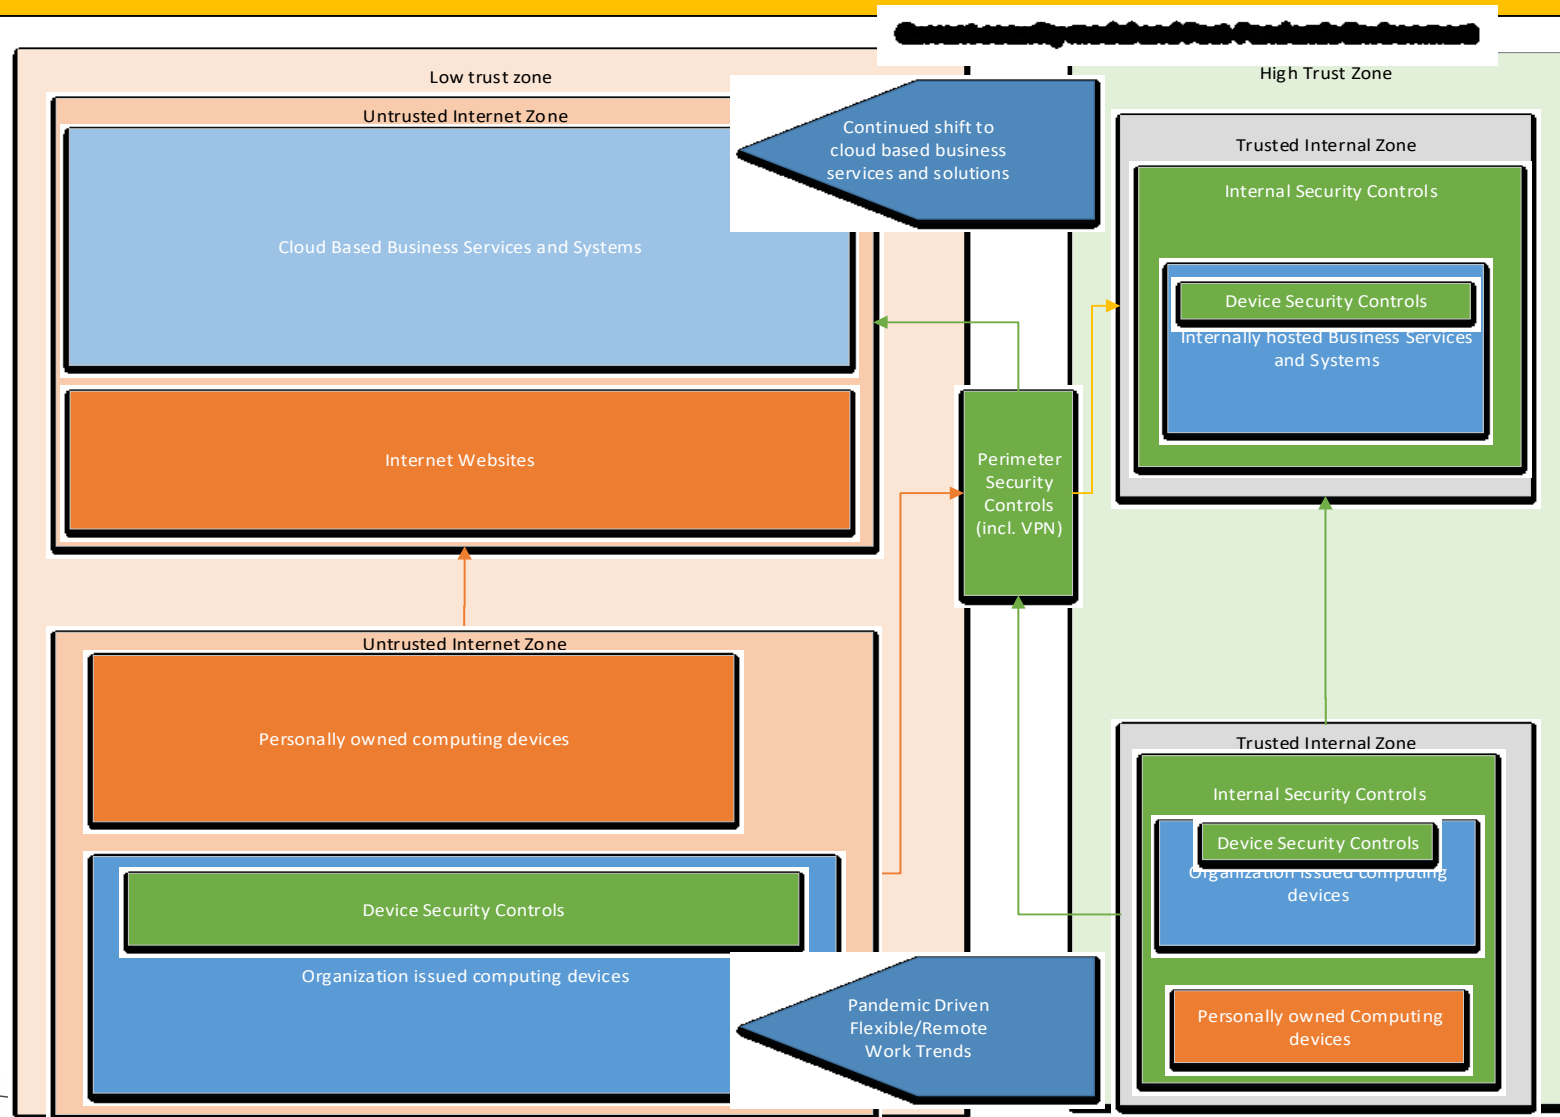 Low trust zone
High Trust Zone
Untrusted Internet Zone
Continued shift to
cloud based business
services and solutions
Trusted Internal Zone
Internal Security Controls
Cloud Based Business Services and Systems
Device Security Controls
Internally hosted Business Services
and Systems
Internet Websites
Perimeter
Security
Controls
(incl. VPN)
Untrusted Internet Zone
Personally owned computing devices
Trusted Internal Zone
Internal Security Controls
Device Security Controls
Organization issued computing
devices
Device Security Controls
Organization issued computing devices
Pandemic Driven
Flexible/Remote
Work Trends
Personally owned Computing
devices